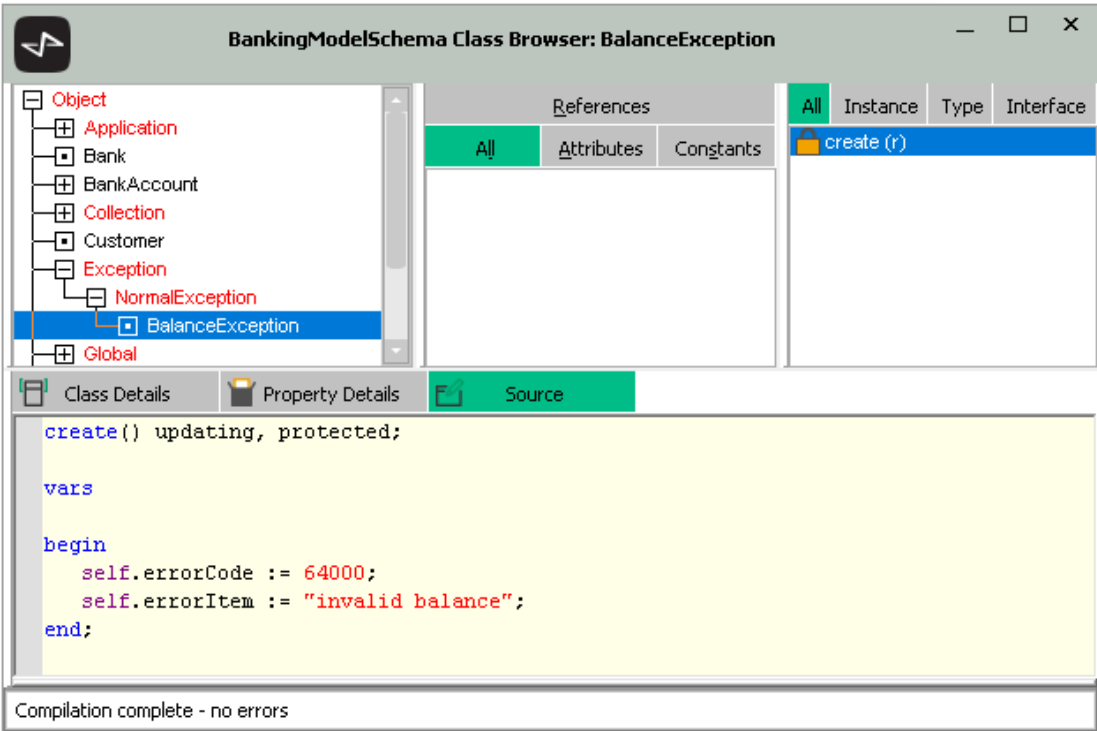 BankingModelSchema Class Browser: BalanceException
Object
Application
Bank
BankAccount
Collection
Customer
Exception
NormalException
BalanceException
Global
References
All Attributes Constants
All Instance Type Interface
create (r)
Class Details Property Details Source
create() updating, protected;
vars
begin
self.errorCode := 64000;
self.errorItem := "invalid balance";
end;
Compilation complete - no errors